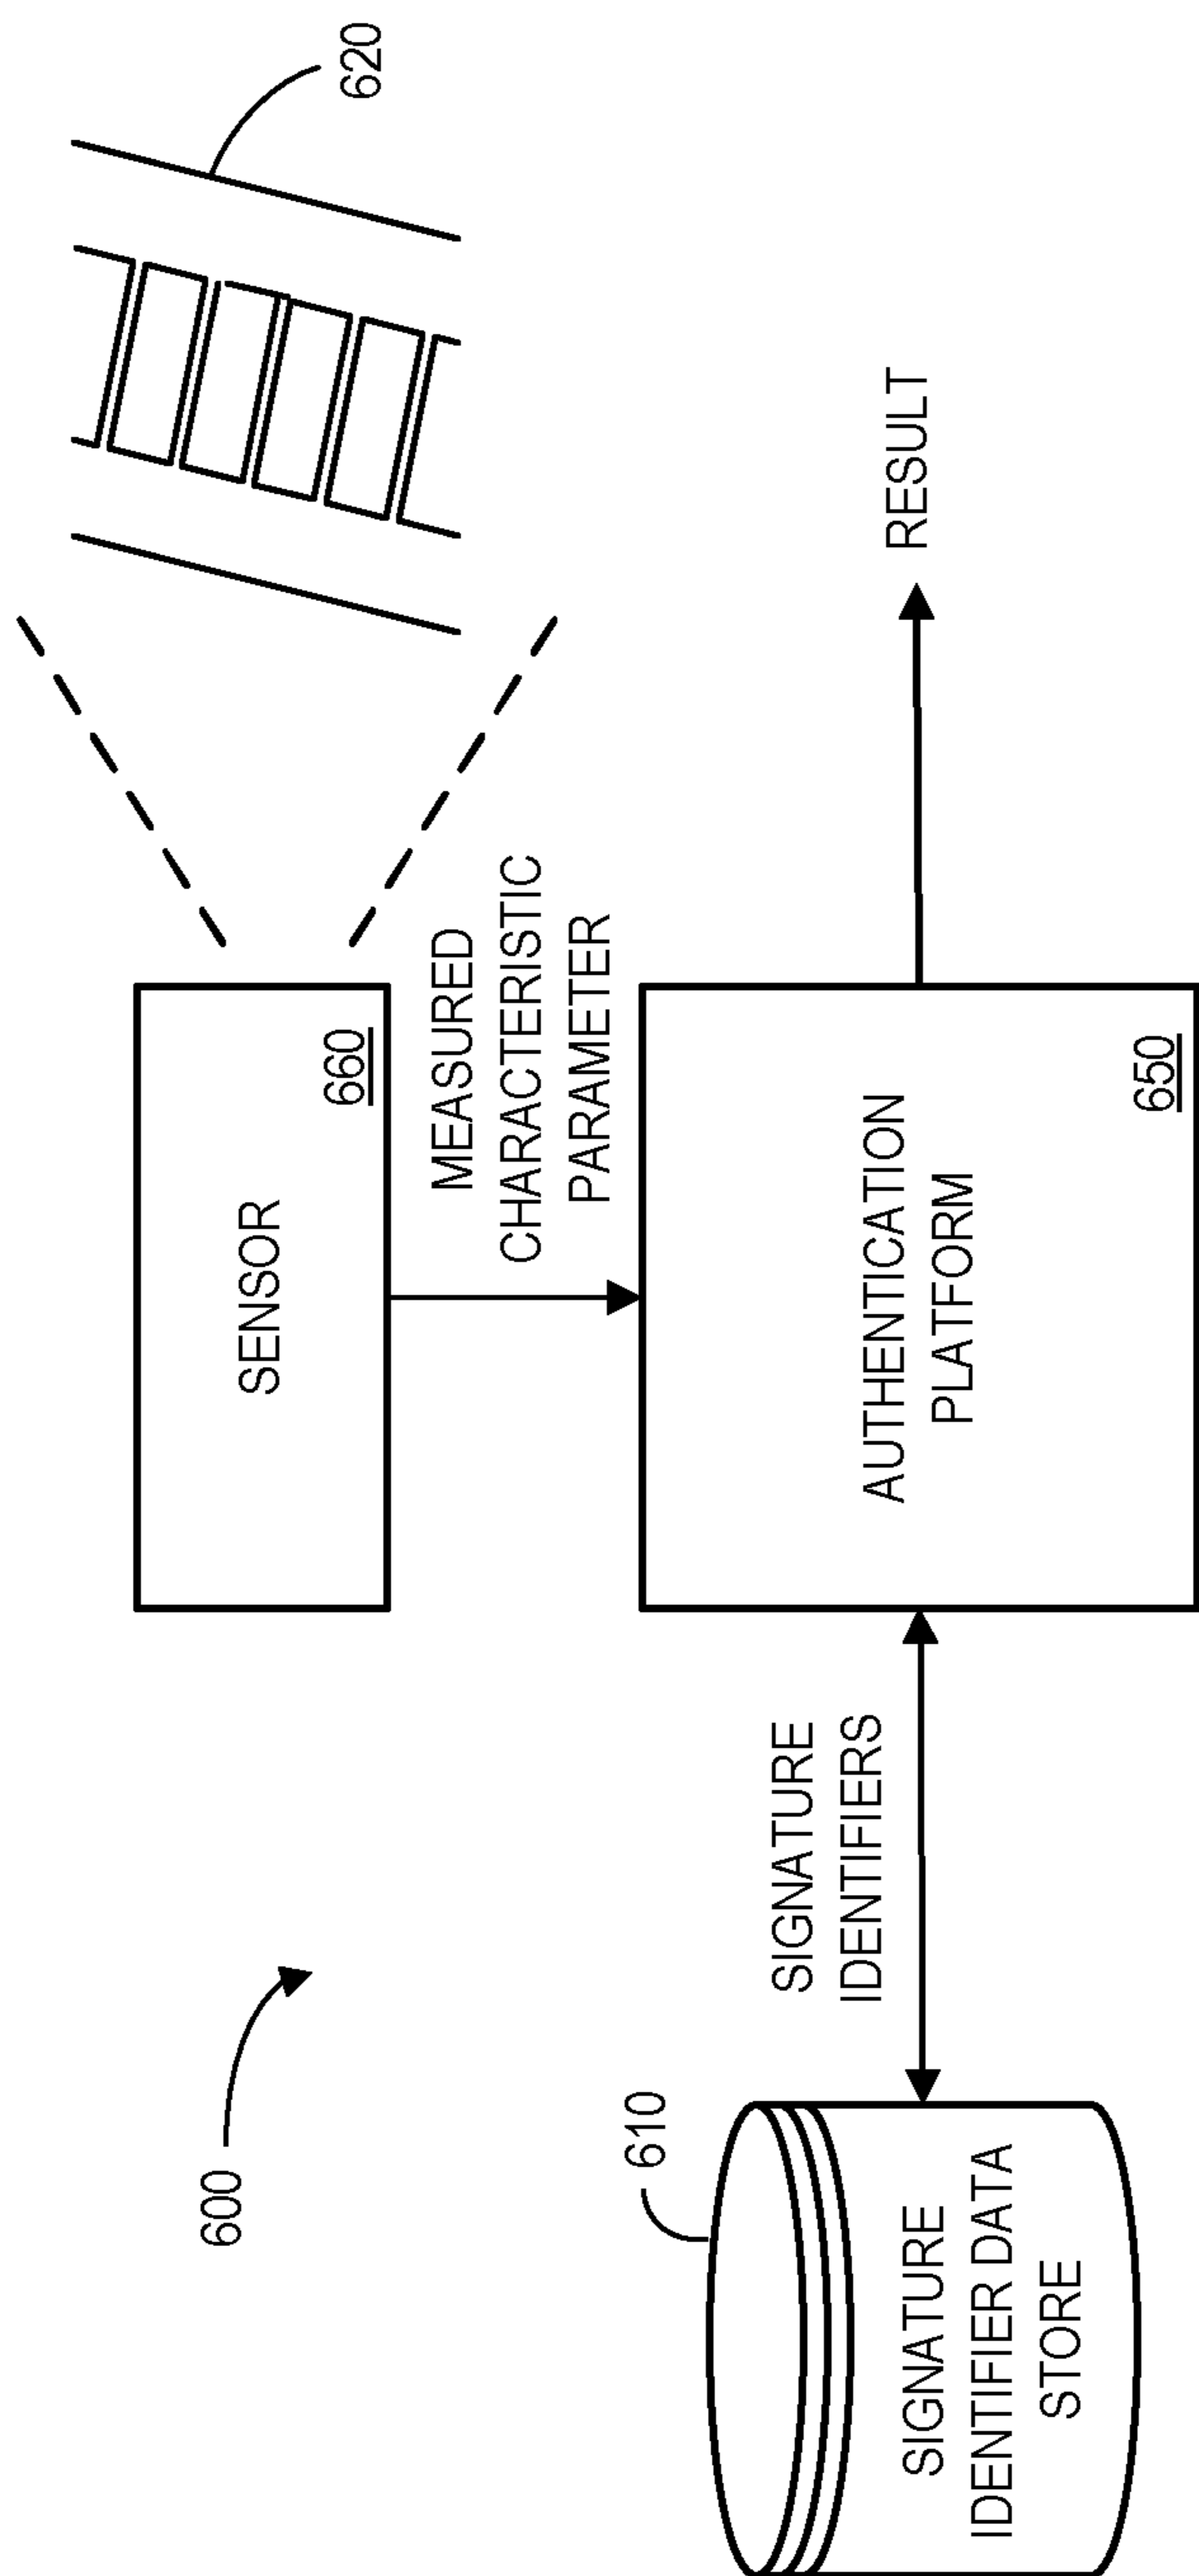 600
620
SENSOR
660
MEASURED
CHARACTERISTIC
PARAMETER
610
SIGNATURE
IDENTIFIER DATA
STORE
SIGNATURE
IDENTIFIERS
AUTHENTICATION
PLATFORM
650
RESULT